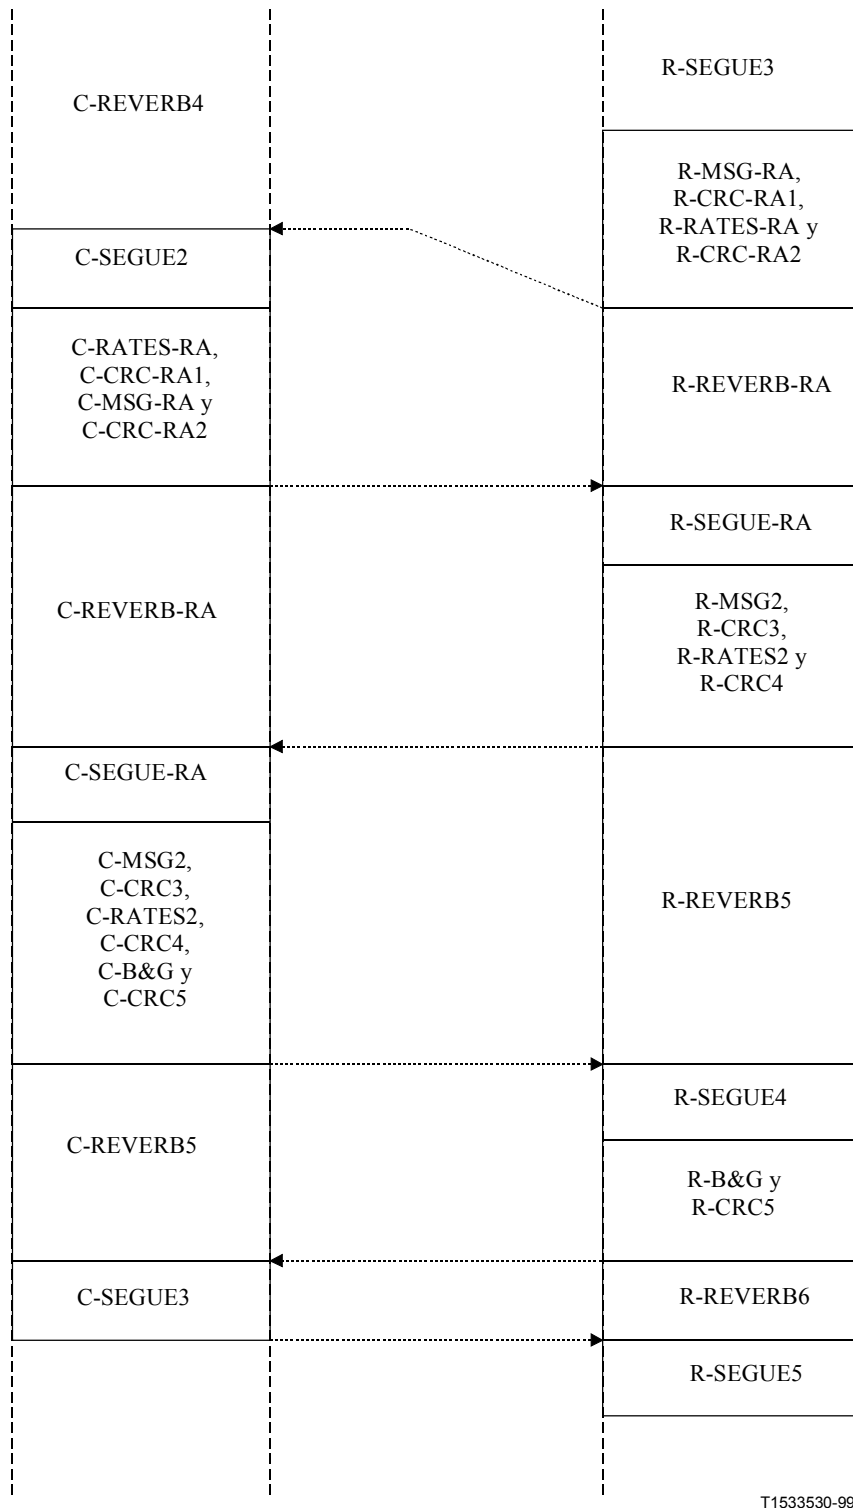 R-SEGUE3
C-REVERB4
R-MSG-RA,
R-CRC-RA1,
R-RATES-RA y
R-CRC-RA2
C-SEGUE2
C-RATES-RA,
C-CRC-RA1,
C-MSG-RA y
C-CRC-RA2
R-REVERB-RA
R-SEGUE-RA
C-REVERB-RA
R-MSG2,
R-CRC3,
R-RATES2 y
R-CRC4
C-SEGUE-RA
C-MSG2,
C-CRC3,
C-RATES2,
C-CRC4,
C-B&G y
C-CRC5
R-REVERB5
R-SEGUE4
C-REVERB5
R-B&G y
R-CRC5
C-SEGUE3
R-REVERB6
R-SEGUE5
T1533530-99